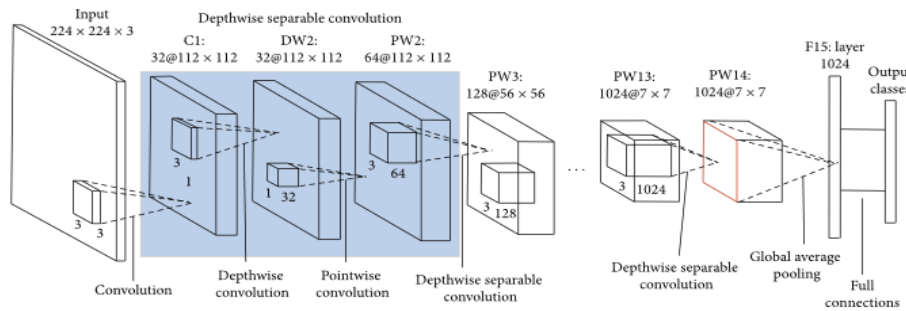 Input
224 × 224 × 3
Depthwise separable convolution
C1:
32@112 × 112
DW2:
32@112 × 112
PW2:
64@112 × 112
PW3:
128@56 × 56
PW13:
1024@7 × 7
PW14:
1024@7 × 7
F15: layer
1024
Output
classes
3
3
3
1
1
32
3
64
3
128
...
3
1024
Convolution
Depthwise
convolution
Pointwise
convolution
Depthwise separable
convolution
Depthwise separable
convolution
Global average
pooling
Full
connections